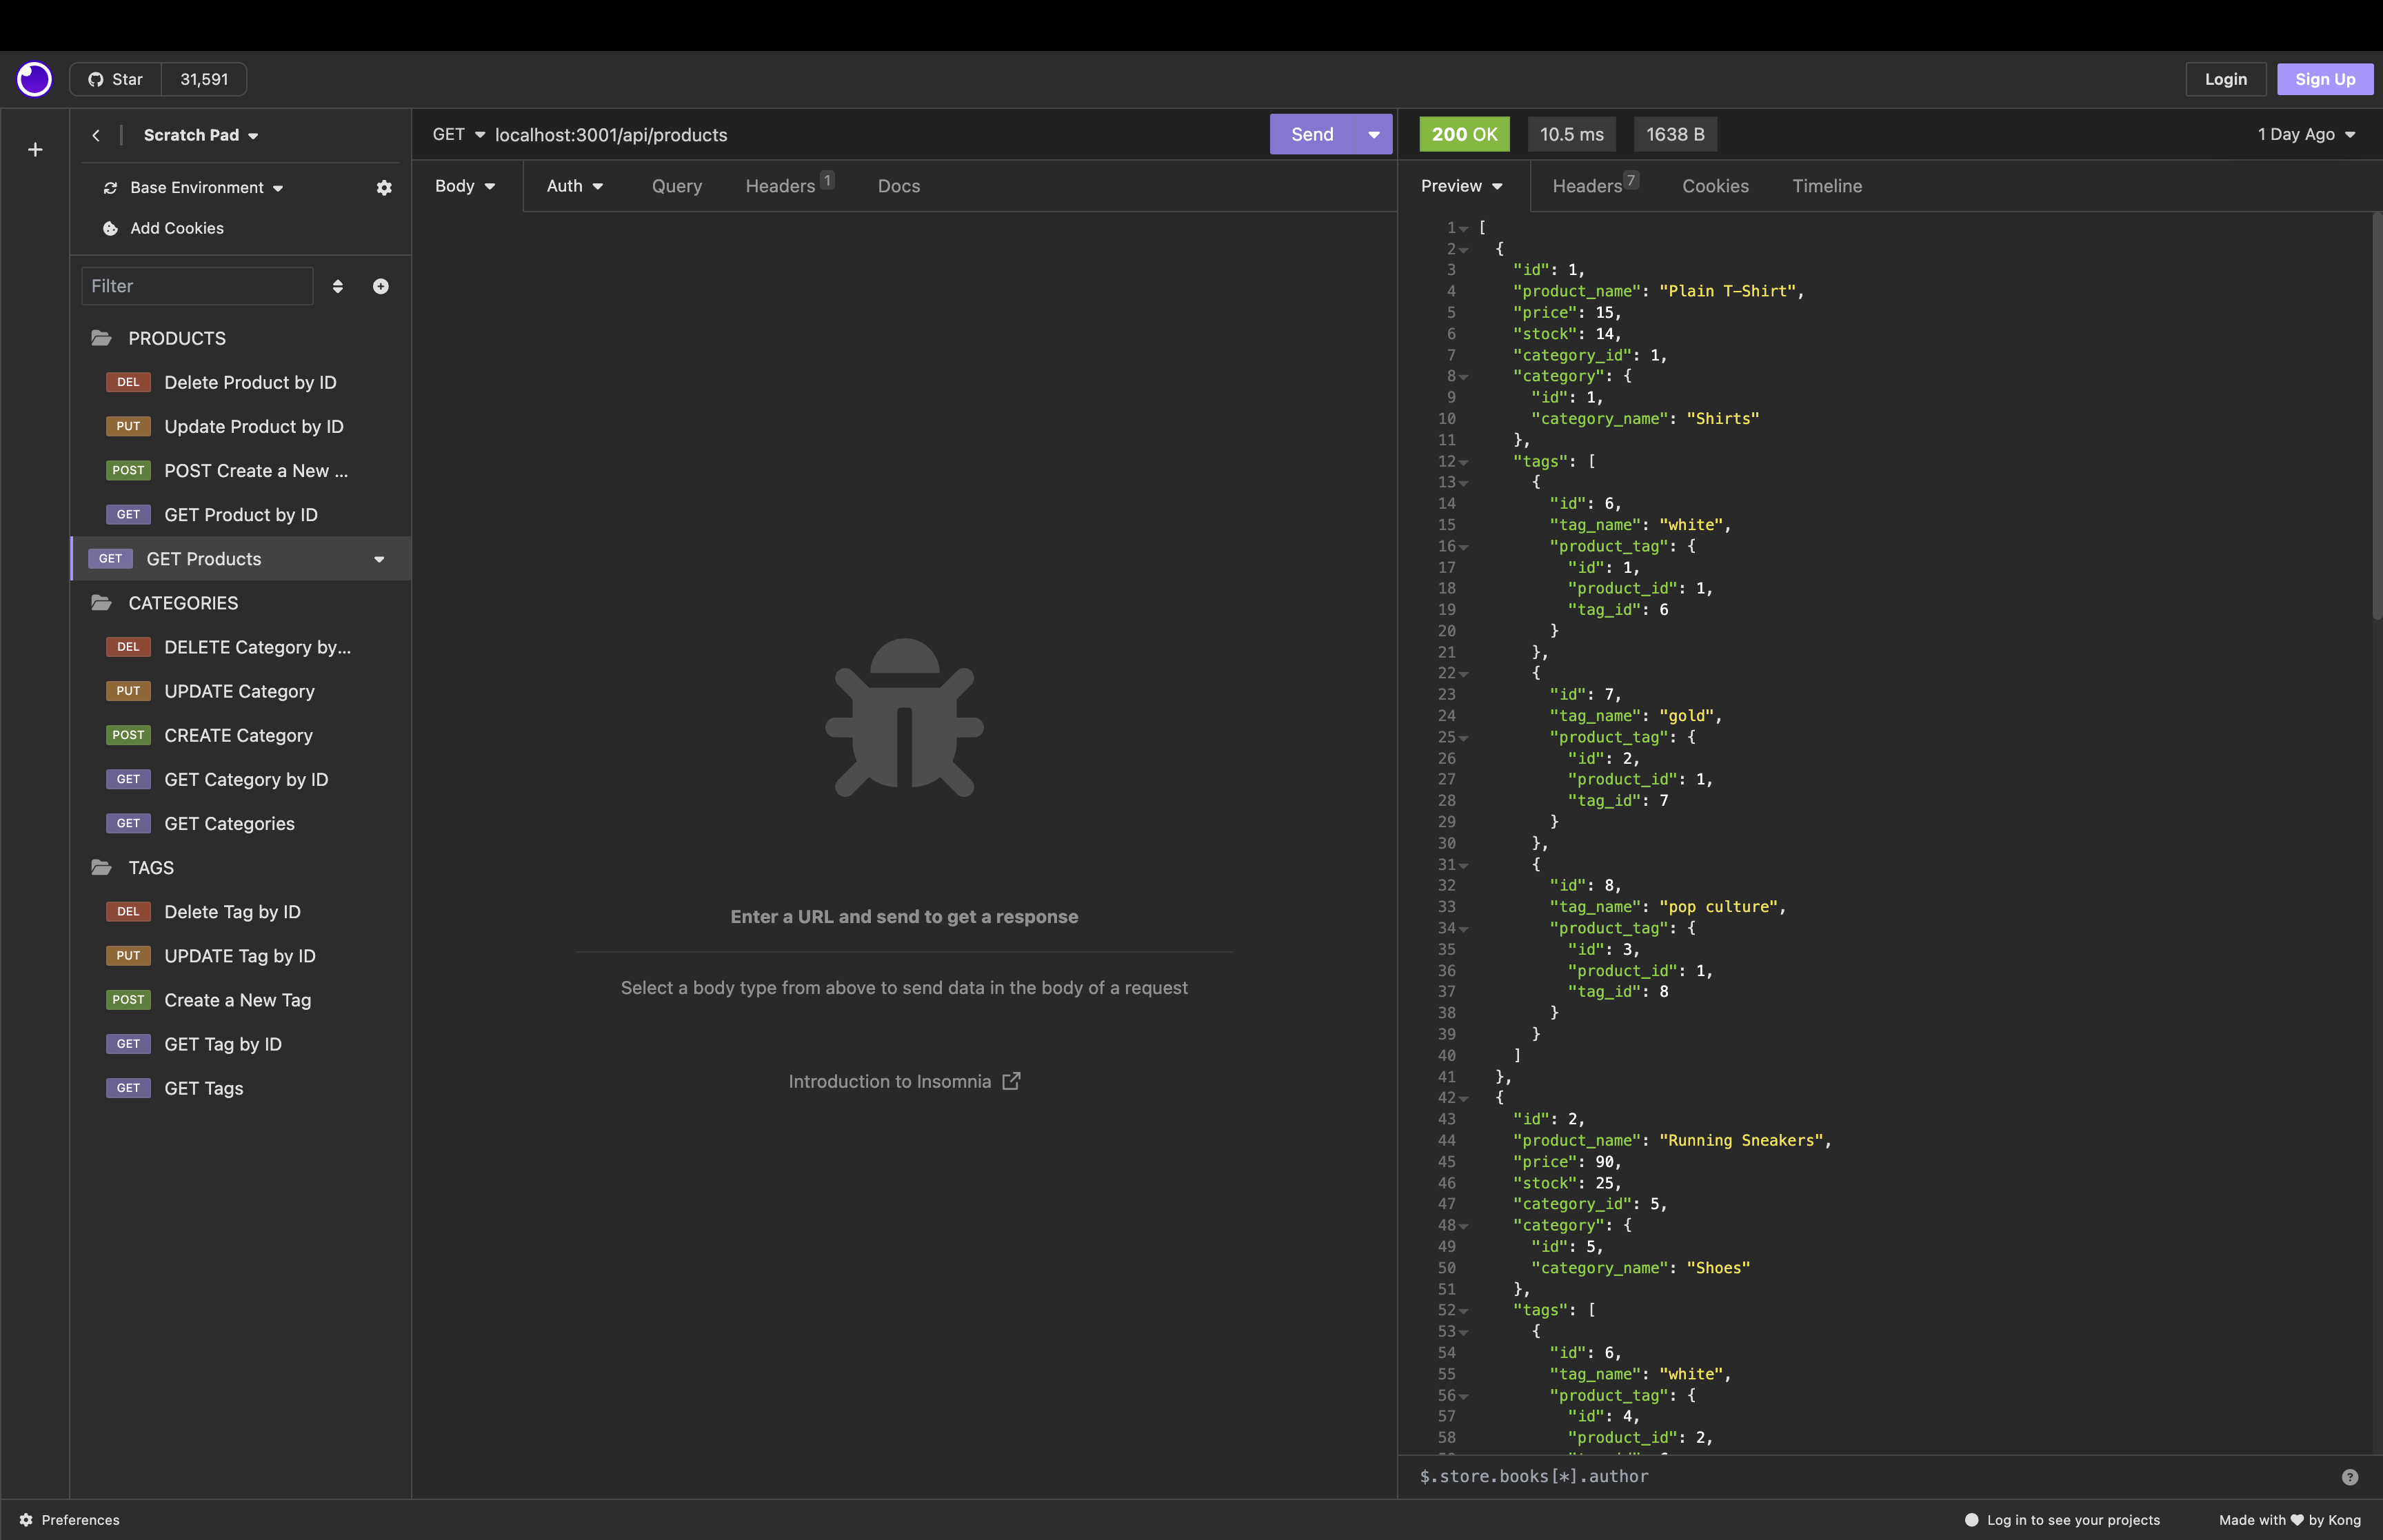 Star 31,591
Login Sign Up
Scratch Pad
GET localhost:3001/api/products Send
200 OK 10.5 ms 1638 B 1 Day Ago
Base Environment
Add Cookies
Filter
PRODUCTS
DEL Delete Product by ID
PUT Update Product by ID
POST POST Create a New ...
GET GET Product by ID
GET GET Products
CATEGORIES
DEL DELETE Category by...
PUT UPDATE Category
POST CREATE Category
GET GET Category by ID
GET GET Categories
TAGS
DEL Delete Tag by ID
PUT UPDATE Tag by ID
POST Create a New Tag
GET GET Tag by ID
GET GET Tags
Body Auth Query Headers 1 Docs
Enter a URL and send to get a response
Select a body type from above to send data in the body of a request
Introduction to Insomnia
Preview Headers 7 Cookies Timeline
1 [
2 {
3 "id": 1,
4 "product_name": "Plain T-Shirt",
5 "price": 15,
6 "stock": 14,
7 "category_id": 1,
8 "category": {
9 "id": 1,
10 "category_name": "Shirts"
11 },
12 "tags": [
13 {
14 "id": 6,
15 "tag_name": "white",
16 "product_tag": {
17 "id": 1,
18 "product_id": 1,
19 "tag_id": 6
20 }
21 },
22 {
23 "id": 7,
24 "tag_name": "gold",
25 "product_tag": {
26 "id": 2,
27 "product_id": 1,
28 "tag_id": 7
29 }
30 },
31 {
32 "id": 8,
33 "tag_name": "pop culture",
34 "product_tag": {
35 "id": 3,
36 "product_id": 1,
37 "tag_id": 8
38 }
39 }
40 ]
41 },
42 {
43 "id": 2,
44 "product_name": "Running Sneakers",
45 "price": 90,
46 "stock": 25,
47 "category_id": 5,
48 "category": {
49 "id": 5,
50 "category_name": "Shoes"
51 },
52 "tags": [
53 {
54 "id": 6,
55 "tag_name": "white",
56 "product_tag": {
57 "id": 4,
58 "product_id": 2,
$.store.books[*].author
Preferences
Log in to see your projects Made with by Kong